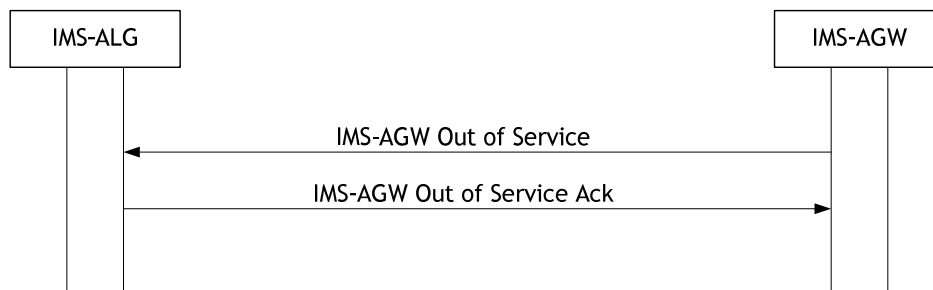 IMS-ALG
IMS-AGW
IMS-AGW Out of Service
IMS-AGW Out of Service Ack